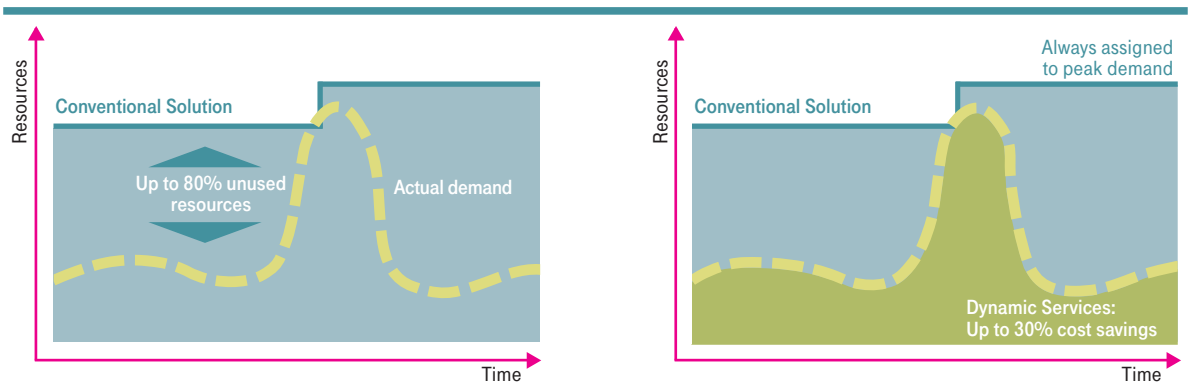 Resources
Conventional Solution
Up to 80% unused
resources
Actual demand
Time
Resources
Always assigned
to peak demand
Conventional Solution
Dynamic Services:
Up to 30% cost savings
Time